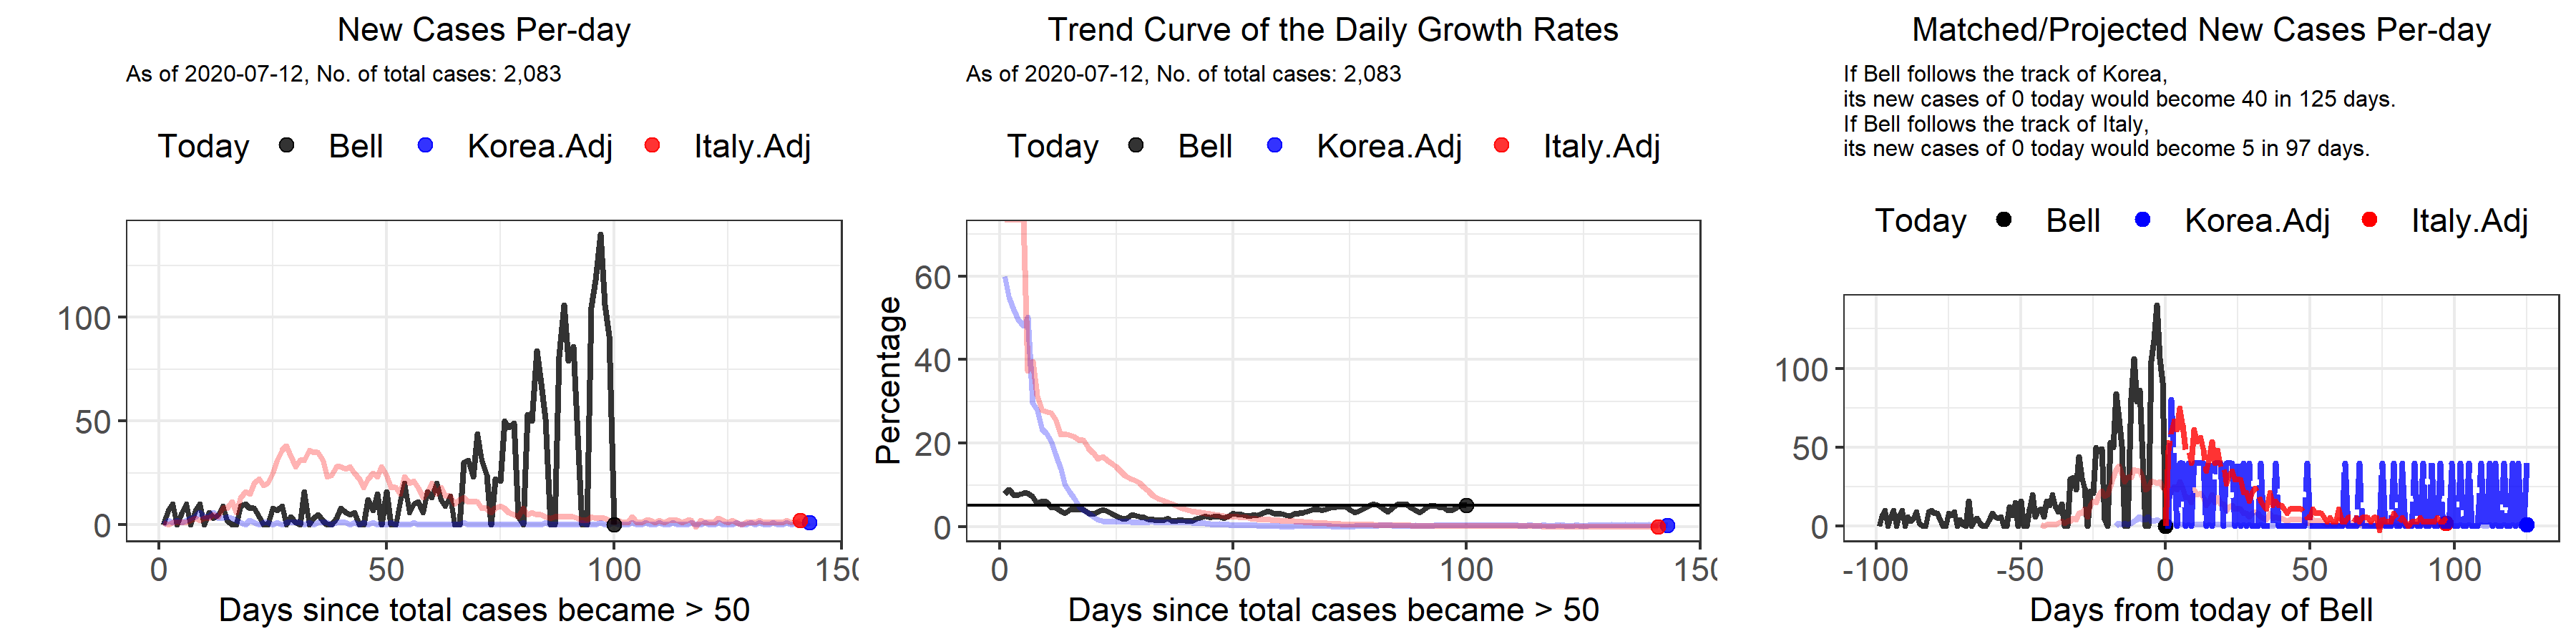 New Cases Per-day
As of 2020-07-12, No. of total cases: 2,083
Today Bell Korea.Adj Italy.Adj
100
50
0
0 50 100 150
Days since total cases became > 50
Trend Curve of the Daily Growth Rates
As of 2020-07-12, No. of total cases: 2,083
Today Bell Korea.Adj Italy.Adj
Percentage
60
40
20
0
0 50 100 150
Days since total cases became > 50
Matched/Projected New Cases Per-day
If Bell follows the track of Korea,
its new cases of 0 today would become 40 in 125 days.
If Bell follows the track of Italy,
its new cases of 0 today would become 5 in 97 days.
Today Bell Korea.Adj Italy.Adj
100
50
0
-100 -50 0 50 100
Days from today of Bell